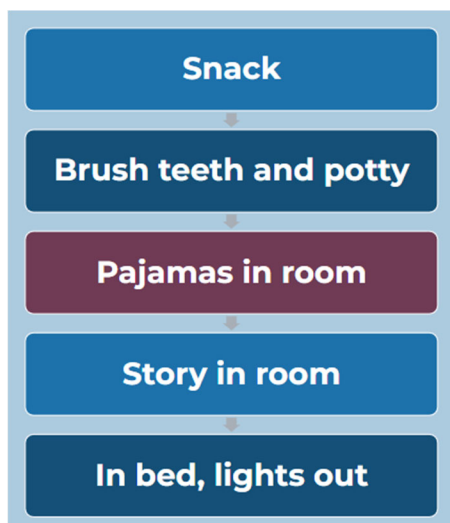 Snack
Brush teeth and potty
Pajamas in room
Story in room
In bed, lights out